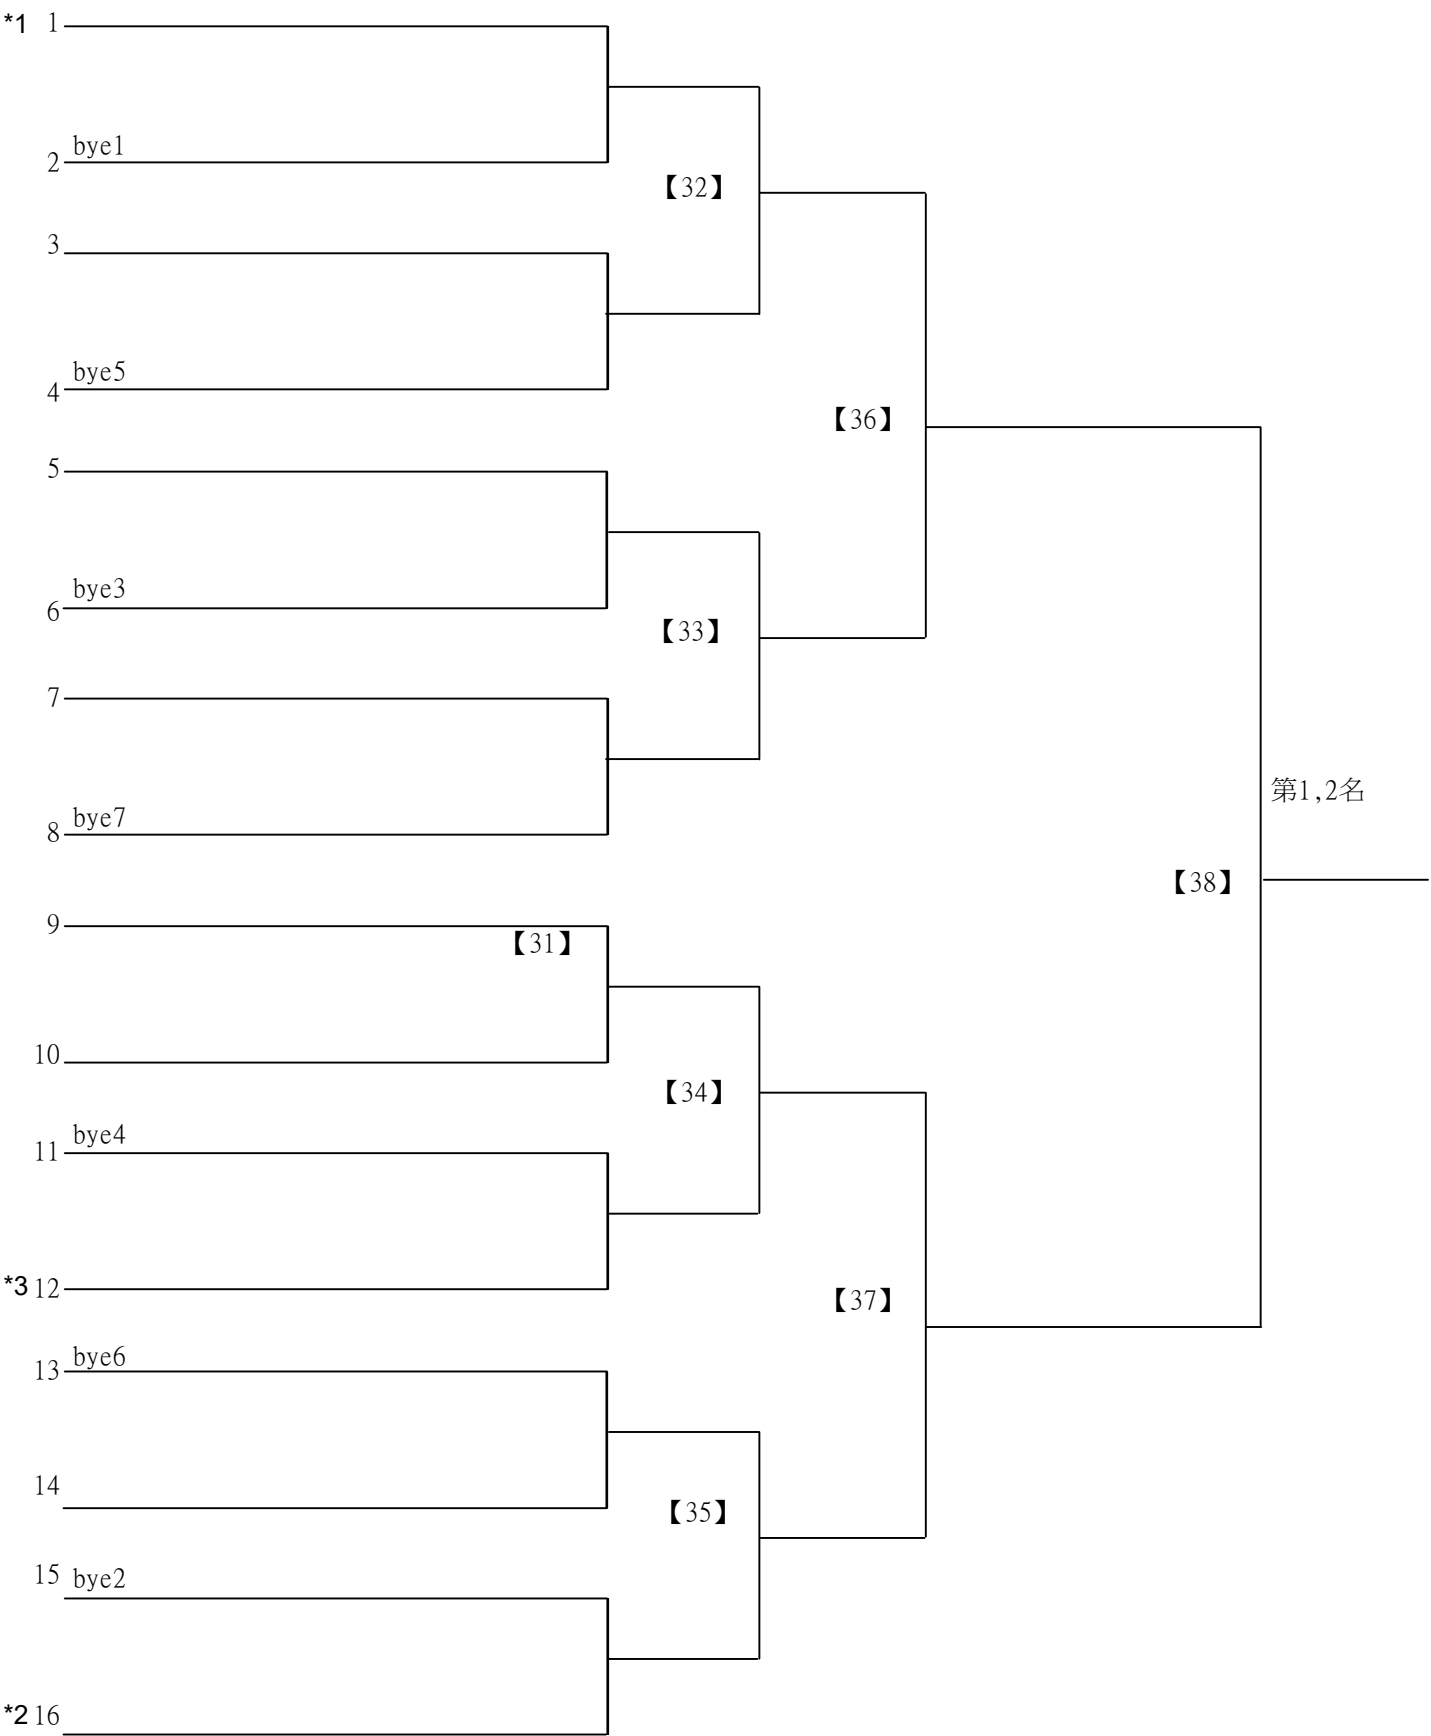 *1 1
bye1
2
【32】
3
bye5
4
【36】
5
bye3
6
【33】
7
第1,2名
bye7
8
【38】
9
【31】
10
【34】
bye4
11
*3 12
【37】
bye6
13
14
【35】
15 bye2
*2 16